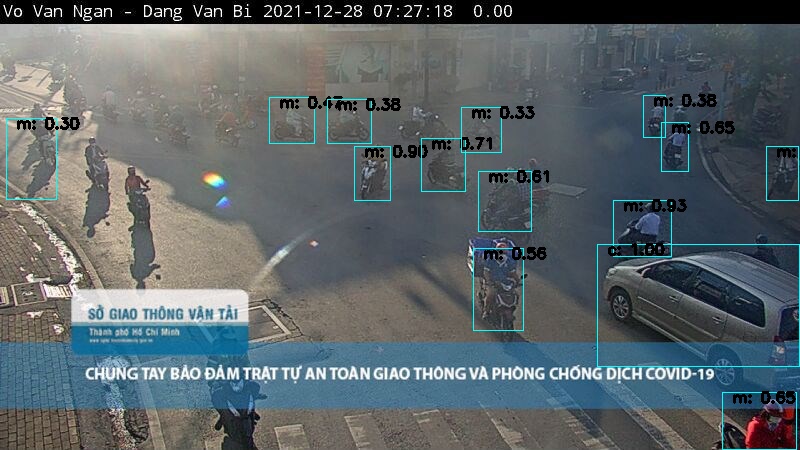 Vo Van Ngan - Dang Van Bi 2021-12-28 07:27:18 0.00
m: 0.47
m: 0.38
m: 0.38
m: 0.30
m: 0.33
m: 0.65
m: 0.90
m: 0.71
m:
m: 0.61
m: 0.93
c: 1.00
m: 0.56
SỞ GIAO THÔNG VẬN TẢI
Thành phố Hồ Chí Minh
CHUNG TAY BẢO ĐẢM TRẬT TỰ AN TOÀN GIAO THÔNG VÀ PHÒNG CHỐNG DỊCH COVID-19
m: 0.65